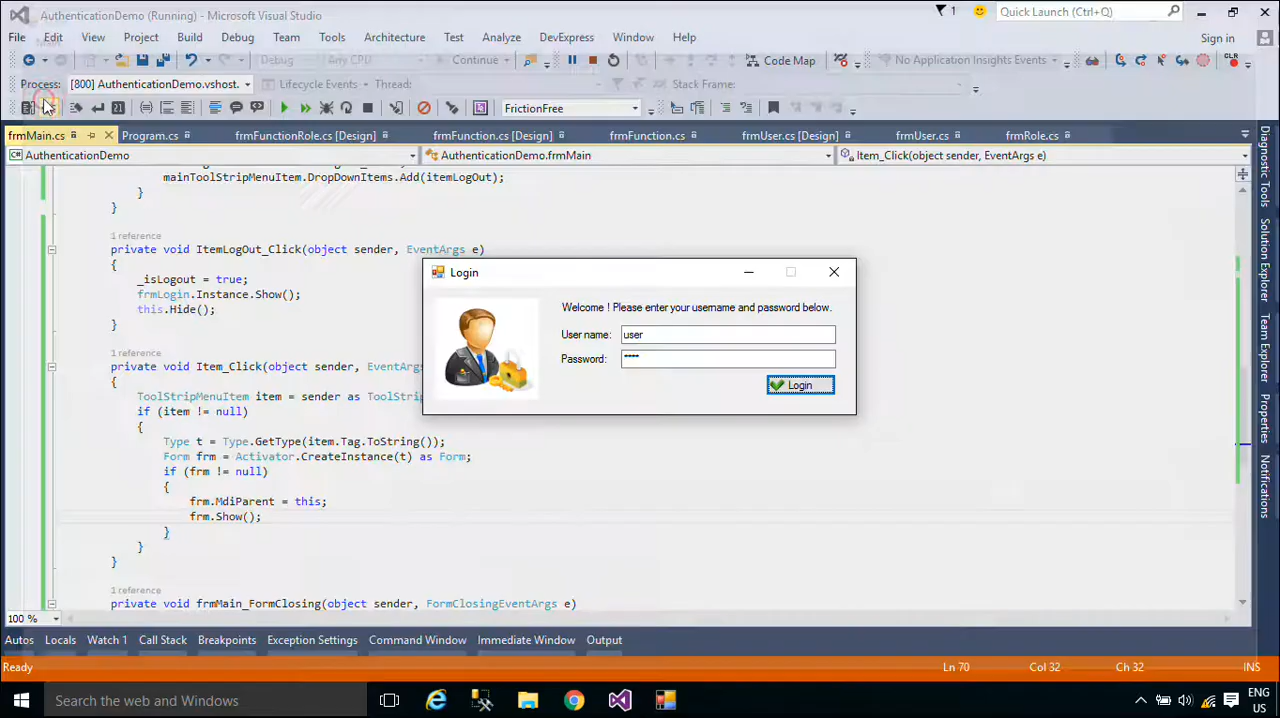 AuthenticationDemo (Running) - Microsoft Visual Studio
1
Quick Launch (Ctrl+Q)
File Edit View Project Build Debug Team Tools Architecture Test Analyze DevExpress Window Help
Sign in
Debug Any CPU Continue Code Map No Application Insights Events CLR
Process: [800] AuthenticationDemo.vshost. Lifecycle Events Thread: Stack Frame:
FrictionFree
frmMain.cs Program.cs frmFunctionRole.cs [Design] frmFunction.cs [Design] frmFunction.cs frmUser.cs [Design] frmUser.cs frmRole.cs
AuthenticationDemo AuthenticationDemo.frmMain Item_Click(object sender, EventArgs e)
mainToolStripMenuItem.DropDownItems.Add(itemLogOut);
}
}
1 reference
private void ItemLogOut_Click(object sender, EventArgs e)
{
_isLogout = true;
frmLogin.Instance.Show();
this.Hide();
}
1 reference
private void Item_Click(object sender, EventArgs
{
ToolStripMenuItem item = sender as ToolStrip
if (item != null)
{
Type t = Type.GetType(item.Tag.ToString());
Form frm = Activator.CreateInstance(t) as Form;
if (frm != null)
{
frm.MdiParent = this;
frm.Show();
}
}
}
1 reference
private void frmMain_FormClosing(object sender, FormClosingEventArgs e)
Login
Welcome ! Please enter your username and password below.
User name: user
Password: ****
Login
Diagnostic Tools
Solution Explorer
Team Explorer
Properties
Notifications
100 %
Autos Locals Watch 1 Call Stack Breakpoints Exception Settings Command Window Immediate Window Output
Ready Ln 70 Col 32 Ch 32 INS
Search the web and Windows
ENG
US